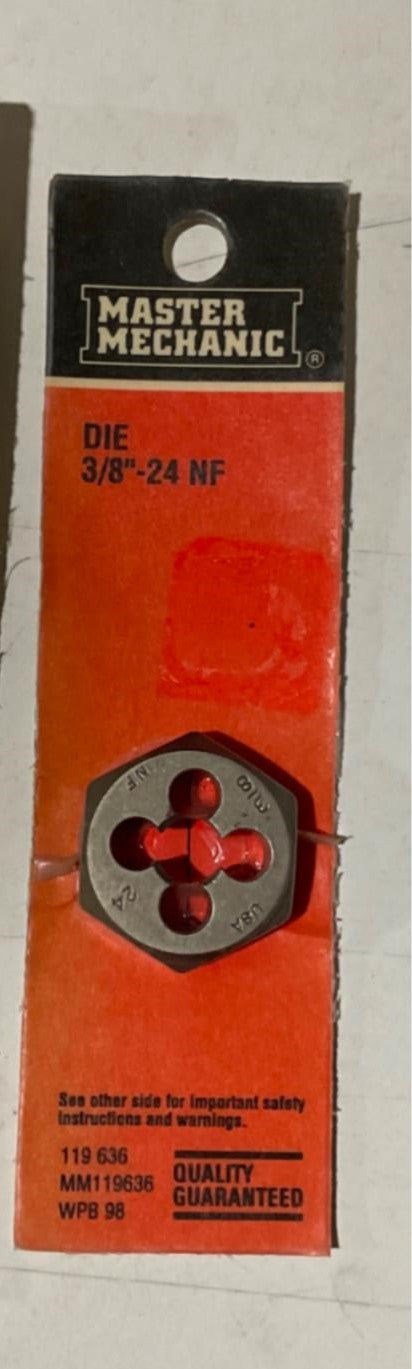 MASTER
MECHANIC®
DIE
3/8"-24 NF
NF
3/8
24
USA
See other side for important safety
instructions and warnings.
119 636
MM119636
WPB 98
QUALITY
GUARANTEED